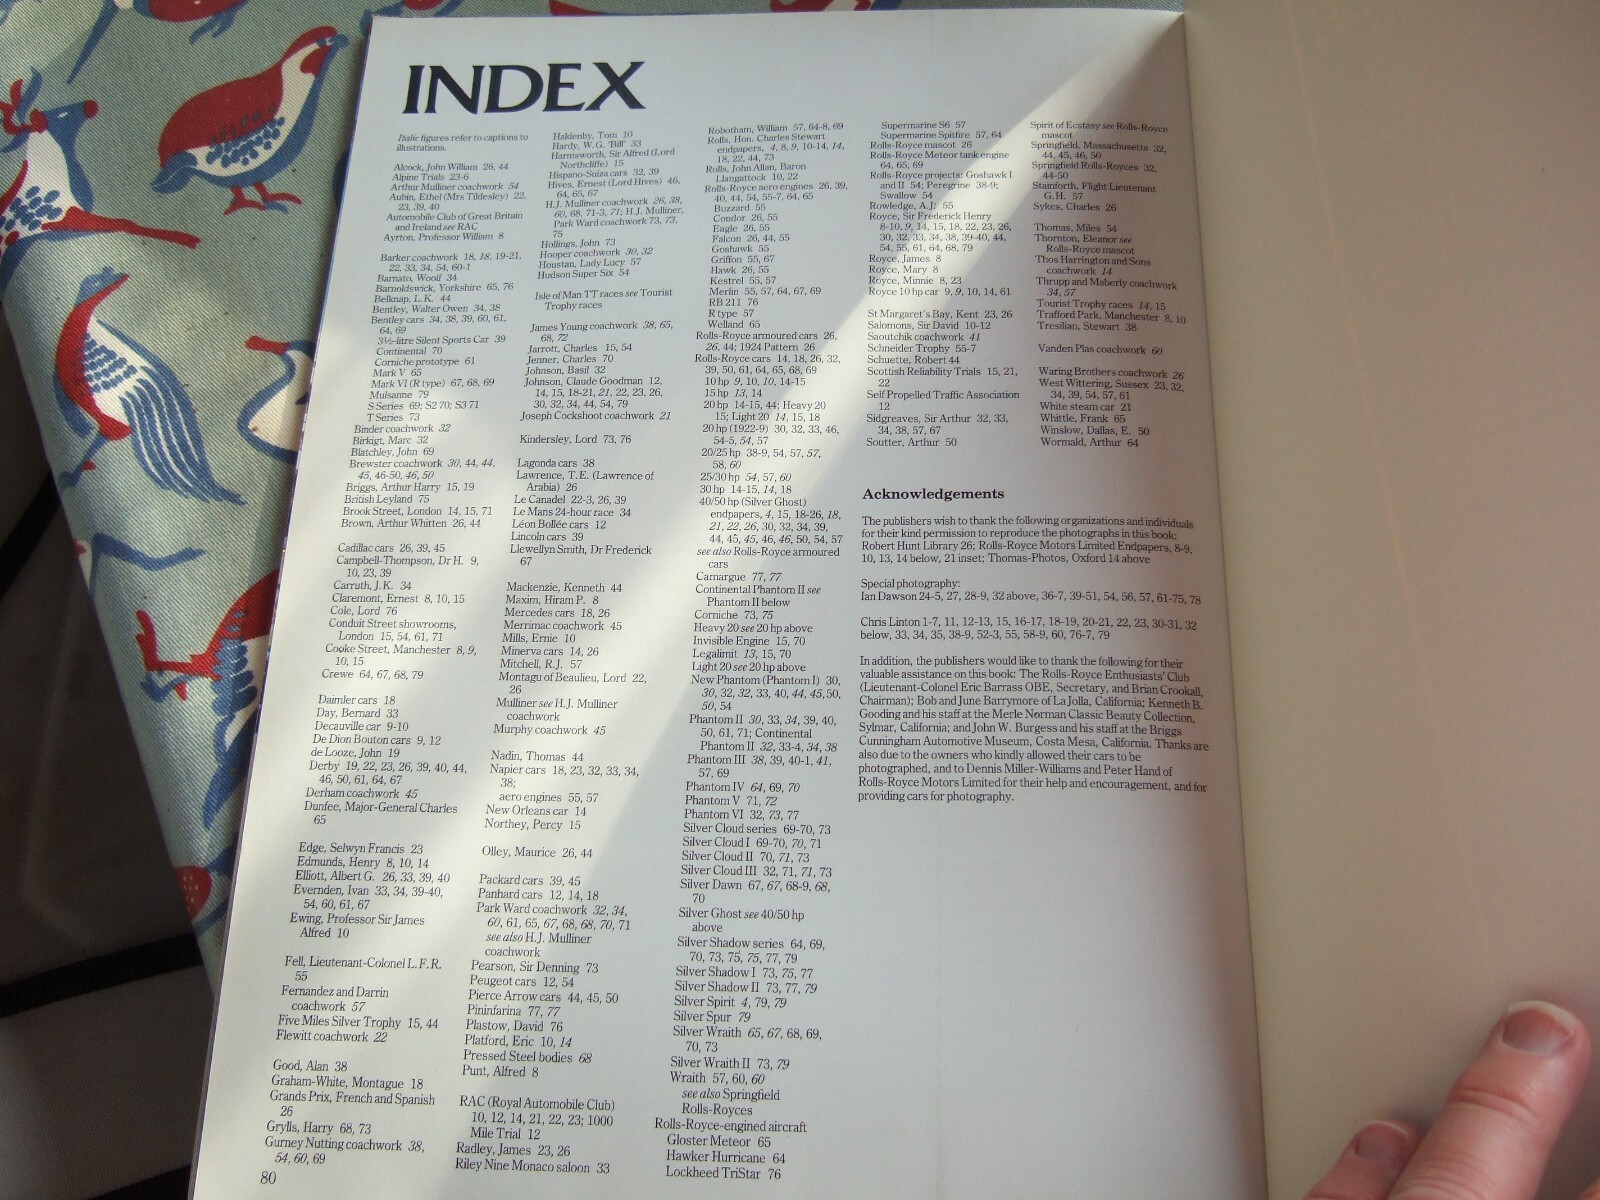 INDEX
Italic figures refer to captions to
illustrations.
Alcock, John William 26, 44
Alpine Trials 23-6
Arthur Mulliner coachwork 54
Aubin, Ethel (Mrs Tildesley) 22,
23, 39, 40
Automobile Club of Great Britain
and Ireland see RAC
Ayrton, Professor William 8
Barker coachwork 18, 18, 19-21,
22, 33, 34, 54, 60-1
Barnato, Woolf 34
Barnoldswick, Yorkshire 65, 76
Belknap, L.K. 44
Bentley, Walter Owen 34, 38
Bentley cars 34, 38, 39, 60, 61,
64, 69
3½-litre Silent Sports Car 39
Continental 70
Corniche prototype 61
Mark V 65
Mark VI (R type) 67, 68, 69
Mulsanne 79
S Series 69; S2 70; S3 71
T Series 73
Binder coachwork 32
Birkigt, Marc 32
Blatchley, John 69
Brewster coachwork 30, 44, 44,
45, 46-50, 46, 50
Briggs, Arthur Harry 15, 19
British Leyland 75
Brook Street, London 14, 15, 71
Brown, Arthur Whitten 26, 44
Cadillac cars 26, 39, 45
Campbell-Thompson, Dr H. 9,
10, 23, 39
Carruth, J.K. 34
Claremont, Ernest 8, 10, 15
Cole, Lord 76
Conduit Street showrooms,
London 15, 54, 61, 71
Cooke Street, Manchester 8, 9,
10, 15
Crewe 64, 67, 68, 79
Daimler cars 18
Day, Bernard 33
Decauville car 9-10
De Dion Bouton cars 9, 12
de Looze, John 19
Derby 19, 22, 23, 26, 39, 40, 44,
46, 50, 61, 64, 67
Derham coachwork 45
Dunfee, Major-General Charles
65
Edge, Selwyn Francis 23
Edmunds, Henry 8, 10, 14
Elliott, Albert G. 26, 33, 39, 40
Evernden, Ivan 33, 34, 39-40,
54, 60, 61, 67
Ewing, Professor Sir James
Alfred 10
Fell, Lieutenant-Colonel L.F.R.
55
Fernandez and Darrin
coachwork 57
Five Miles Silver Trophy 15, 44
Flewitt coachwork 22
Good, Alan 38
Graham-White, Montague 18
Grands Prix, French and Spanish
26
Grylls, Harry 68, 73
Gurney Nutting coachwork 38,
54, 60, 69
80
Haldenby, Tom 10
Hardy, W.G. 'Bill' 33
Harmsworth, Sir Alfred (Lord
Northcliffe) 15
Hispano-Suiza cars 32, 39
Hives, Ernest (Lord Hives) 46,
64, 65, 67
H.J. Mulliner coachwork 26, 38,
60, 68, 71-3, 71; H.J. Mulliner,
Park Ward coachwork 73, 73,
75
Hollings, John 73
Hooper coachwork 30, 32
Houstan, Lady Lucy 57
Hudson Super Six 54
Isle of Man TT races see Tourist
Trophy races
James Young coachwork 38, 65,
68, 72
Jarrott, Charles 15, 54
Jenner, Charles 70
Johnson, Basil 32
Johnson, Claude Goodman 12,
14, 15, 18-21, 21, 22, 23, 26,
30, 32, 34, 44, 54, 79
Joseph Cockshoot coachwork 21
Kindersley, Lord 73, 76
Lagonda cars 38
Lawrence, T.E. (Lawrence of
Arabia) 26
Le Canadel 22-3, 26, 39
Le Mans 24-hour race 34
Léon Bollée cars 12
Lincoln cars 39
Llewellyn Smith, Dr Frederick
67
Mackenzie, Kenneth 44
Maxim, Hiram P. 8
Mercedes cars 18, 26
Merrimac coachwork 45
Mills, Ernie 10
Minerva cars 14, 26
Mitchell, R.J. 57
Montagu of Beaulieu, Lord 22,
26
Mulliner see H.J. Mulliner
coachwork
Murphy coachwork 45
Nadin, Thomas 44
Napier cars 18, 23, 32, 33, 34,
38;
aero engines 55, 57
New Orleans car 14
Northey, Percy 15
Olley, Maurice 26, 44
Packard cars 39, 45
Panhard cars 12, 14, 18
Park Ward coachwork 32, 34,
60, 61, 65, 67, 68, 68, 70, 71
see also H.J. Mulliner
coachwork
Pearson, Sir Denning 73
Peugeot cars 12, 54
Pierce Arrow cars 44, 45, 50
Pininfarina 77, 77
Plastow, David 76
Platford, Eric 10, 14
Pressed Steel bodies 68
Punt, Alfred 8
RAC (Royal Automobile Club)
10, 12, 14, 21, 22, 23; 1000
Mile Trial 12
Radley, James 23, 26
Riley Nine Monaco saloon 33
Robotham, William 57, 64-8, 69
Rolls, Hon. Charles Stewart
endpapers, 4, 8, 9, 10-14, 14,
18, 22, 44, 73
Rolls, John Allan, Baron
Llangattock 10, 22
Rolls-Royce aero engines 26, 39,
40, 44, 54, 55-7, 64, 65
Buzzard 55
Condor 26, 55
Eagle 26, 55
Falcon 26, 44, 55
Goshawk 55
Griffon 55, 67
Hawk 26, 55
Kestrel 55, 57
Merlin 55, 57, 64, 67, 69
RB 211 76
R type 57
Welland 65
Rolls-Royce armoured cars 26,
26, 44; 1924 Pattern 26
Rolls-Royce cars 14, 18, 26, 32,
39, 50, 61, 64, 65, 68, 69
10 hp 9, 10, 10, 14-15
15 hp 13, 14
20 hp 14-15, 44; Heavy 20
15; Light 20 14, 15, 18
20 hp (1922-9) 30, 32, 33, 46,
54-5, 54, 57
20/25 hp 38-9, 54, 57, 57,
58, 60
25/30 hp 54, 57, 60
30 hp 14-15, 14, 18
40/50 hp (Silver Ghost)
endpapers, 4, 15, 18-26, 18,
21, 22, 26, 30, 32, 34, 39,
44, 45, 45, 46, 46, 50, 54, 57
see also Rolls-Royce armoured
cars
Camargue 77, 77
Continental Phantom II see
Phantom II below
Corniche 73, 75
Heavy 20 see 20 hp above
Invisible Engine 15, 70
Legalimit 13, 15, 70
Light 20 see 20 hp above
New Phantom (Phantom I) 30,
30, 32, 32, 33, 40, 44, 45, 50,
50, 54
Phantom II 30, 33, 34, 39, 40,
50, 61, 71; Continental
Phantom II 32, 33-4, 34, 38
Phantom III 38, 39, 40-1, 41,
57, 69
Phantom IV 64, 69, 70
Phantom V 71, 72
Phantom VI 32, 73, 77
Silver Cloud series 69-70, 73
Silver Cloud I 69-70, 70, 71
Silver Cloud II 70, 71, 73
Silver Cloud III 32, 71, 71, 73
Silver Dawn 67, 67, 68-9, 68,
70
Silver Ghost see 40/50 hp
above
Silver Shadow series 64, 69,
70, 73, 75, 75, 77, 79
Silver Shadow I 73, 75, 77
Silver Shadow II 73, 77, 79
Silver Spirit 4, 79, 79
Silver Spur 79
Silver Wraith 65, 67, 68, 69,
70, 73
Silver Wraith II 73, 79
Wraith 57, 60, 60
see also Springfield
Rolls-Royces
Rolls-Royce-engined aircraft
Gloster Meteor 65
Hawker Hurricane 64
Lockheed TriStar 76
Supermarine S6 57
Supermarine Spitfire 57, 64
Rolls-Royce mascot 26
Rolls-Royce Meteor tank engine
64, 65, 69
Rolls-Royce projects: Goshawk I
and II 54; Peregrine 38-9;
Swallow 54
Rowledge, A.J. 55
Royce, Sir Frederick Henry
8-10, 9, 14, 15, 18, 22, 23, 26,
30, 32, 33, 34, 38, 39-40, 44,
54, 55, 61, 64, 68, 79
Royce, James 8
Royce, Mary 8
Royce, Minnie 8, 23
Royce 10 hp car 9, 9, 10, 14, 61
St Margaret's Bay, Kent 23, 26
Salomons, Sir David 10-12
Saoutchik coachwork 41
Schneider Trophy 55-7
Schuette, Robert 44
Scottish Reliability Trials 15, 21,
22
Self Propelled Traffic Association
12
Sidgreaves, Sir Arthur 32, 33,
34, 38, 57, 67
Soutter, Arthur 50
Spirit of Ecstasy see Rolls-Royce
mascot
Springfield, Massachusetts 32,
44, 45, 46, 50
Springfield Rolls-Royces 32,
44-50
Stainforth, Flight Lieutenant
G.H. 57
Sykes, Charles 26
Thomas, Miles 54
Thornton, Eleanor see
Rolls-Royce mascot
Thos Harrington and Sons
coachwork 14
Thrupp and Maberly coachwork
34, 57
Tourist Trophy races 14, 15
Trafford Park, Manchester 8, 10
Tresilian, Stewart 38
Vanden Plas coachwork 60
Waring Brothers coachwork 26
West Wittering, Sussex 23, 32,
34, 39, 54, 57, 61
White steam car 21
Whittle, Frank 65
Winslow, Dallas, E. 50
Wormald, Arthur 64
Acknowledgements
The publishers wish to thank the following organizations and individuals
for their kind permission to reproduce the photographs in this book:
Robert Hunt Library 26; Rolls-Royce Motors Limited Endpapers, 8-9,
10, 13, 14 below, 21 inset; Thomas-Photos, Oxford 14 above
Special photography:
Ian Dawson 24-5, 27, 28-9, 32 above, 36-7, 39-51, 54, 56, 57, 61-75, 78
Chris Linton 1-7, 11, 12-13, 15, 16-17, 18-19, 20-21, 22, 23, 30-31, 32
below, 33, 34, 35, 38-9, 52-3, 55, 58-9, 60, 76-7, 79
In addition, the publishers would like to thank the following for their
valuable assistance on this book: The Rolls-Royce Enthusiasts' Club
(Lieutenant-Colonel Eric Barrass OBE, Secretary, and Brian Crookall,
Chairman); Bob and June Barrymore of La Jolla, California; Kenneth B.
Gooding and his staff at the Merle Norman Classic Beauty Collection,
Sylmar, California; and John W. Burgess and his staff at the Briggs
Cunningham Automotive Museum, Costa Mesa, California. Thanks are
also due to the owners who kindly allowed their cars to be
photographed, and to Dennis Miller-Williams and Peter Hand of
Rolls-Royce Motors Limited for their help and encouragement, and for
providing cars for photography.